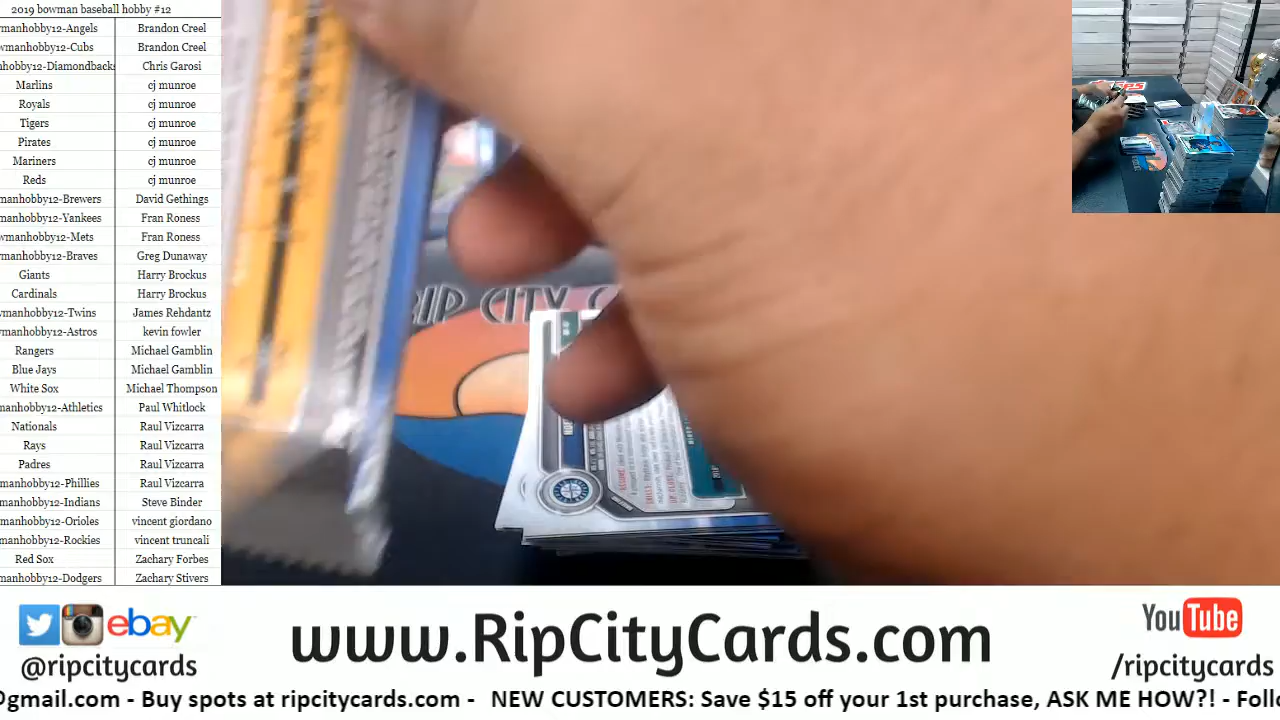 2019 bowman baseball hobby #12
wmanhobby12-Angels Brandon Creel
wmanhobby12-Cubs Brandon Creel
nhobby12-Diamondbacks Chris Garosi
Marlins cj munroe
Royals cj munroe
Tigers cj munroe
Pirates cj munroe
Mariners cj munroe
Reds cj munroe
manhobby12-Brewers David Gethings
manhobby12-Yankees Fran Roness
wmanhobby12-Mets Fran Roness
manhobby12-Braves Greg Dunaway
Giants Harry Brockus
Cardinals Harry Brockus
manhobby12-Twins James Rehdantz
wmanhobby12-Astros kevin fowler
Rangers Michael Gamblin
Blue Jays Michael Gamblin
White Sox Michael Thompson
manhobby12-Athletics Paul Whitlock
Nationals Raul Vizcarra
Rays Raul Vizcarra
Padres Raul Vizcarra
manhobby12-Phillies Raul Vizcarra
manhobby12-Indians Steve Binder
manhobby12-Orioles vincent giordano
manhobby12-Rockies vincent truncali
Red Sox Zachary Forbes
manhobby12-Dodgers Zachary Stivers
RIP CITY C
ebay
@ripcitycards
www.RipCityCards.com
YouTube
/ripcitycards
@gmail.com - Buy spots at ripcitycards.com - NEW CUSTOMERS: Save $15 off your 1st purchase, ASK ME HOW?! - Follo